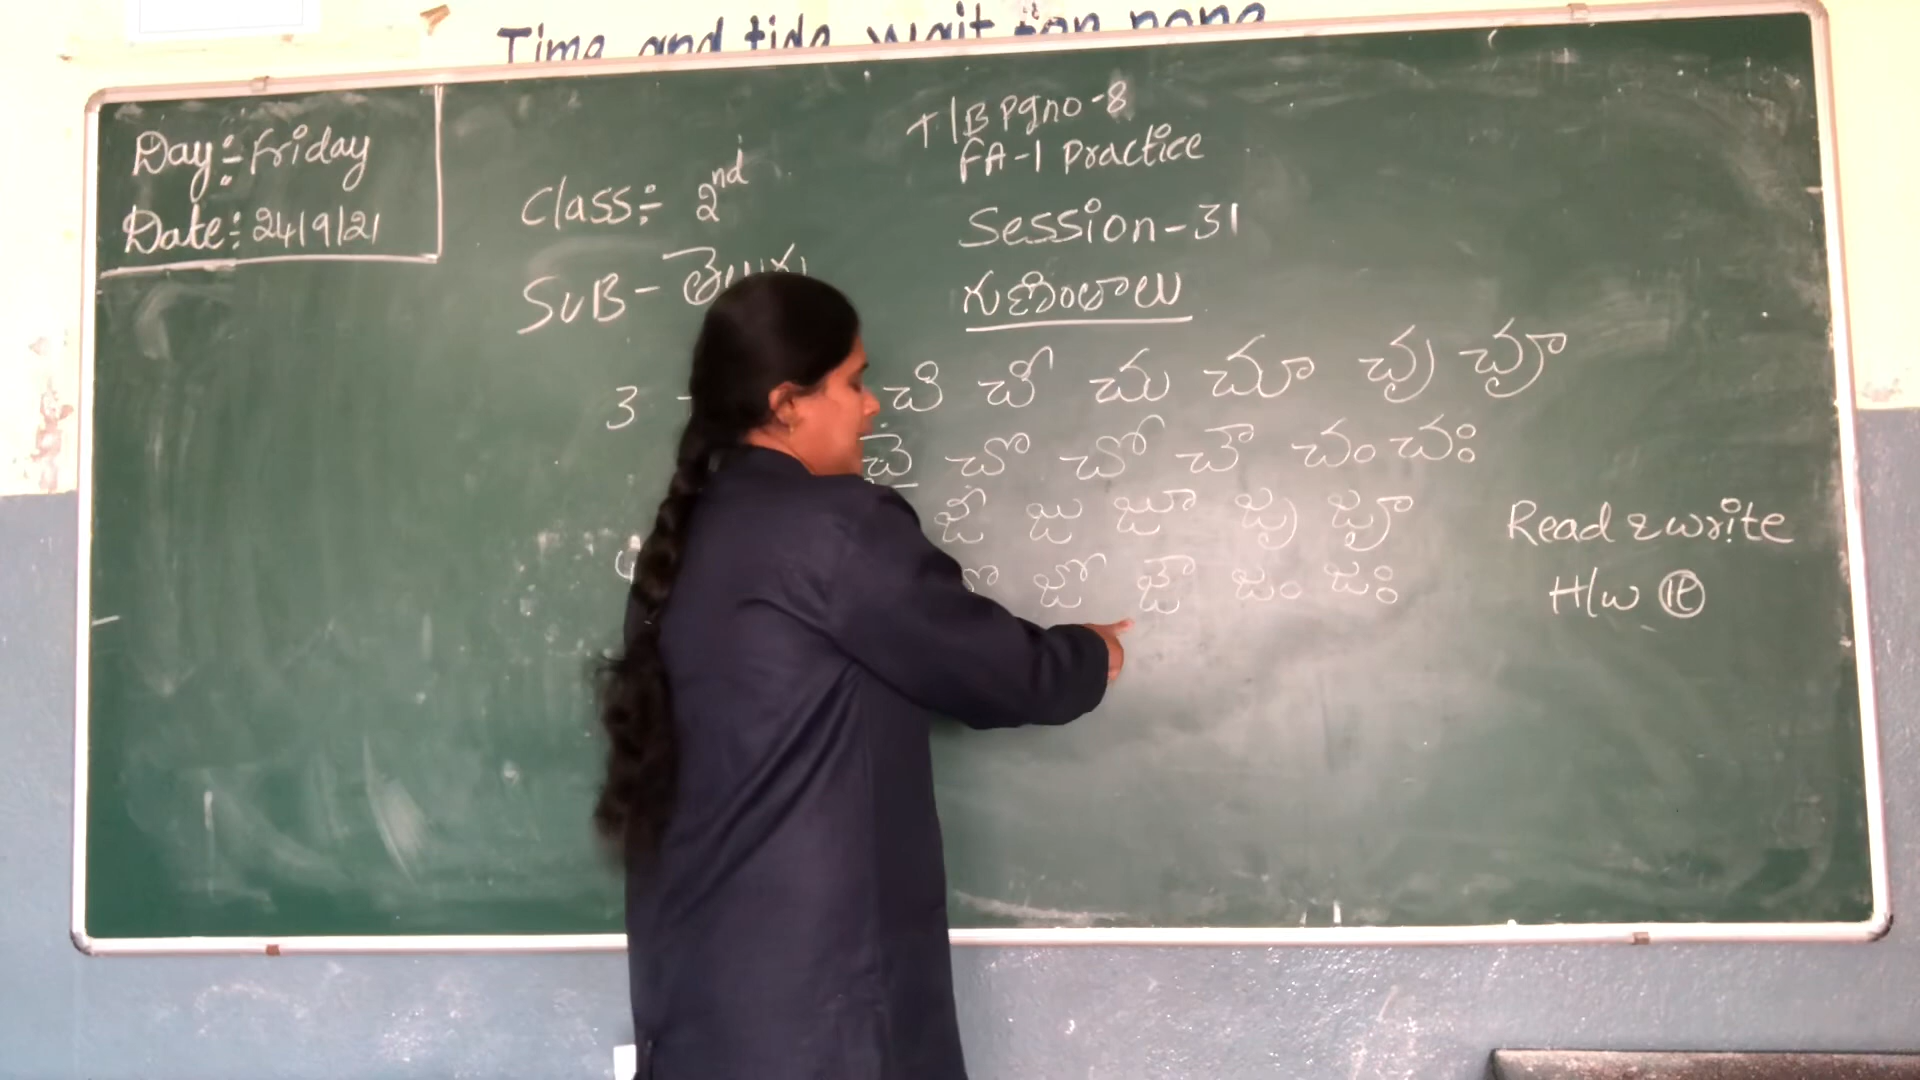 Time and tide wait for none
Day:- Friday
Date:- 24/9/21
T/B Pgno-8
FA-1 Practice
Class:- 2nd
Session-31
SUB- తెలుగు
గుణింతాలు
3 - చి చీ చు చూ చృ చౄ
చై చొ చో చౌ చం చః
జీ జు జూ జృ జౄ
జో జౌ జం జః
Read & write
H/w